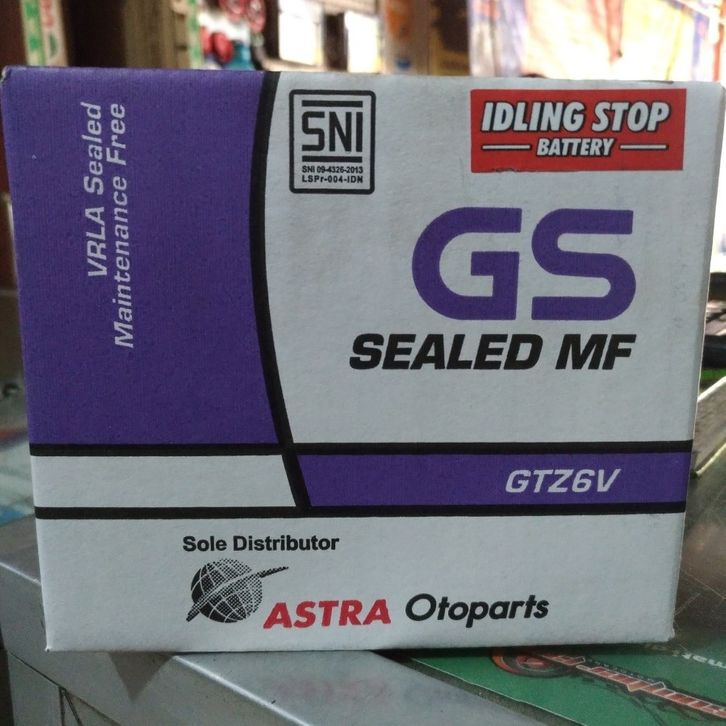 VRLA Sealed
Maintenance Free
SNI
SNI 09-4326-2013
LSPr-004-IDN
IDLING STOP
BATTERY
GS
SEALED MF
GTZ6V
Sole Distributor
ASTRA Otoparts